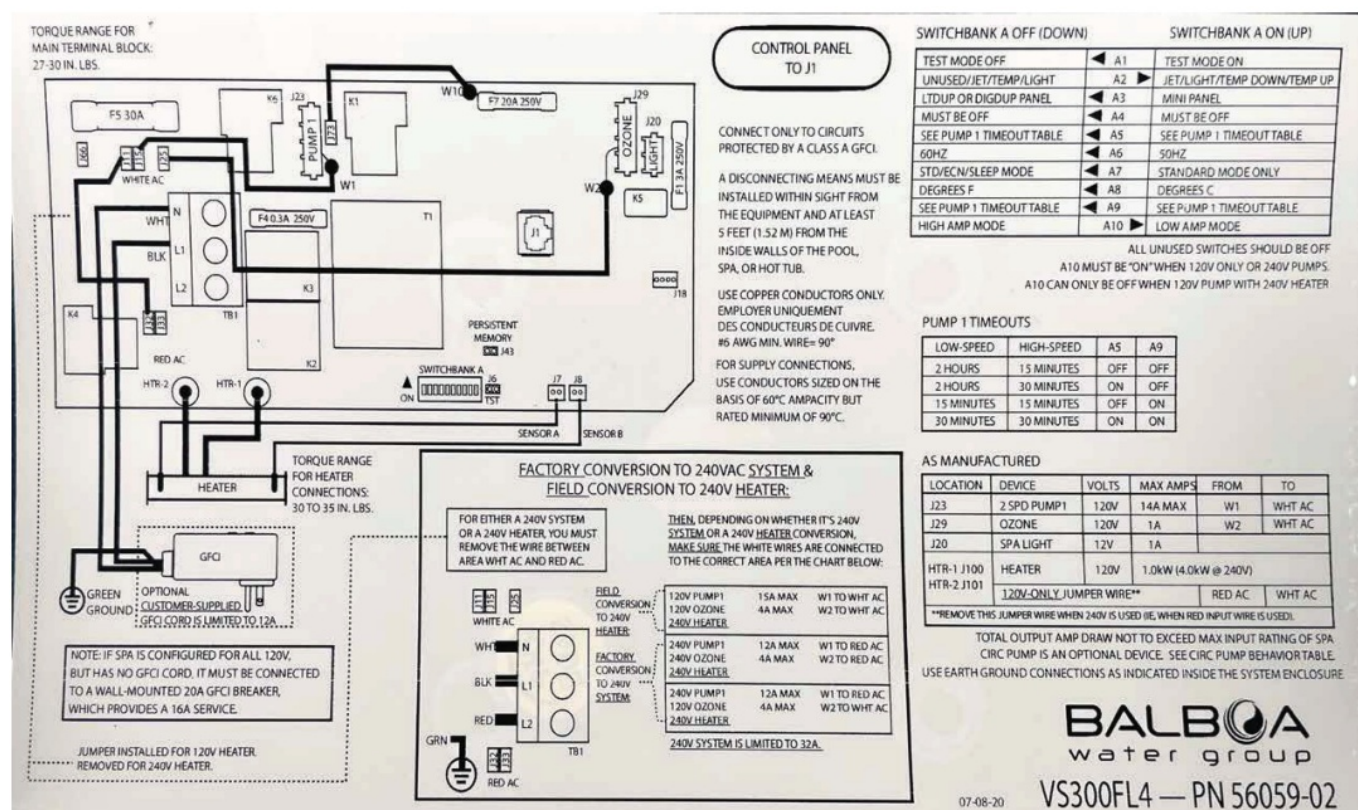 TORQUE RANGE FOR
MAIN TERMINAL BLOCK:
27-30 IN. LBS.
F5 30A
K6
J23
PUMP 1
K1
J73
W10
F7 20A 250V
J29
OZONE
J20
LIGHT
F1 3A 250V
J66
J11
J15
J25
WHITE AC
W1
W2
K5
N
WHT
F4 0.3A 250V
T1
J1
L1
BLK
L2
K3
TB1
K4
J32
J33
RED AC
K2
J18
PERSISTENT
MEMORY
J43
SWITCHBANK A
ON
J6
TST
J7
J8
HTR-2
HTR-1
SENSOR A
SENSOR B
HEATER
TORQUE RANGE
FOR HEATER
CONNECTIONS:
30 TO 35 IN. LBS.
GFCI
GREEN
GROUND
OPTIONAL
CUSTOMER-SUPPLIED
GFCI CORD IS LIMITED TO 12A
NOTE: IF SPA IS CONFIGURED FOR ALL 120V,
BUT HAS NO GFCI CORD, IT MUST BE CONNECTED
TO A WALL-MOUNTED 20A GFCI BREAKER,
WHICH PROVIDES A 16A SERVICE.
JUMPER INSTALLED FOR 120V HEATER.
REMOVED FOR 240V HEATER.
CONTROL PANEL
TO J1
CONNECT ONLY TO CIRCUITS
PROTECTED BY A CLASS A GFCI.
A DISCONNECTING MEANS MUST BE
INSTALLED WITHIN SIGHT FROM
THE EQUIPMENT AND AT LEAST
5 FEET (1.52 M) FROM THE
INSIDE WALLS OF THE POOL,
SPA, OR HOT TUB.
USE COPPER CONDUCTORS ONLY.
EMPLOYER UNIQUEMENT
DES CONDUCTEURS DE CUIVRE.
#6 AWG MIN. WIRE= 90°
FOR SUPPLY CONNECTIONS,
USE CONDUCTORS SIZED ON THE
BASIS OF 60°C AMPACITY BUT
RATED MINIMUM OF 90°C.
FACTORY CONVERSION TO 240VAC SYSTEM &
FIELD CONVERSION TO 240V HEATER:
FOR EITHER A 240V SYSTEM
OR A 240V HEATER, YOU MUST
REMOVE THE WIRE BETWEEN
AREA WHT AC AND RED AC.
THEN, DEPENDING ON WHETHER IT'S 240V
SYSTEM OR A 240V HEATER CONVERSION,
MAKE SURE THE WHITE WIRES ARE CONNECTED
TO THE CORRECT AREA PER THE CHART BELOW:
J11
J15
J25
WHITE AC
WHT N
BLK L1
RED L2
TB1
GRN
J32
J33
RED AC
FIELD
CONVERSION
TO 240V
HEATER:
120V PUMP1 15A MAX W1 TO WHT AC
120V OZONE 4A MAX W2 TO WHT AC
240V HEATER
FACTORY
CONVERSION
TO 240V
SYSTEM:
240V PUMP1 12A MAX W1 TO RED AC
240V OZONE 4A MAX W2 TO RED AC
240V HEATER
240V PUMP1 12A MAX W1 TO RED AC
120V OZONE 4A MAX W2 TO WHT AC
240V HEATER
240V SYSTEM IS LIMITED TO 32A.
SWITCHBANK A OFF (DOWN) SWITCHBANK A ON (UP)
TEST MODE OFF ◀ A1 TEST MODE ON
UNUSED/JET/TEMP/LIGHT A2 ▶ JET/LIGHT/TEMP DOWN/TEMP UP
LTDUP OR DIGDUP PANEL ◀ A3 MINI PANEL
MUST BE OFF ◀ A4 MUST BE OFF
SEE PUMP 1 TIMEOUT TABLE ◀ A5 SEE PUMP 1 TIMEOUT TABLE
60HZ ◀ A6 50HZ
STD/ECN/SLEEP MODE ◀ A7 STANDARD MODE ONLY
DEGREES F ◀ A8 DEGREES C
SEE PUMP 1 TIMEOUT TABLE ◀ A9 SEE PUMP 1 TIMEOUT TABLE
HIGH AMP MODE A10 ▶ LOW AMP MODE
ALL UNUSED SWITCHES SHOULD BE OFF
A10 MUST BE "ON" WHEN 120V ONLY OR 240V PUMPS.
A10 CAN ONLY BE OFF WHEN 120V PUMP WITH 240V HEATER
PUMP 1 TIMEOUTS
LOW-SPEED HIGH-SPEED A5 A9
2 HOURS 15 MINUTES OFF OFF
2 HOURS 30 MINUTES ON OFF
15 MINUTES 15 MINUTES OFF ON
30 MINUTES 30 MINUTES ON ON
AS MANUFACTURED
LOCATION DEVICE VOLTS MAX AMPS FROM TO
J23 2 SPD PUMP1 120V 14A MAX W1 WHT AC
J29 OZONE 120V 1A W2 WHT AC
J20 SPA LIGHT 12V 1A
HTR-1 J100 HEATER 120V 1.0kW (4.0kW @ 240V)
HTR-2 J101 120V-ONLY JUMPER WIRE** RED AC WHT AC
**REMOVE THIS JUMPER WIRE WHEN 240V IS USED (IE, WHEN RED INPUT WIRE IS USED).
TOTAL OUTPUT AMP DRAW NOT TO EXCEED MAX INPUT RATING OF SPA
CIRC PUMP IS AN OPTIONAL DEVICE. SEE CIRC PUMP BEHAVIOR TABLE.
USE EARTH GROUND CONNECTIONS AS INDICATED INSIDE THE SYSTEM ENCLOSURE
BALBOA
water group
07-08-20 VS300FL4 — PN 56059-02